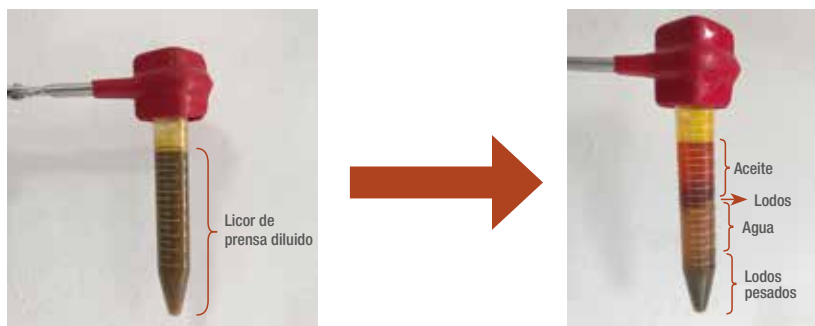 Licor de
prensa diluido
Aceite
Lodos
Agua
Lodos
pesados